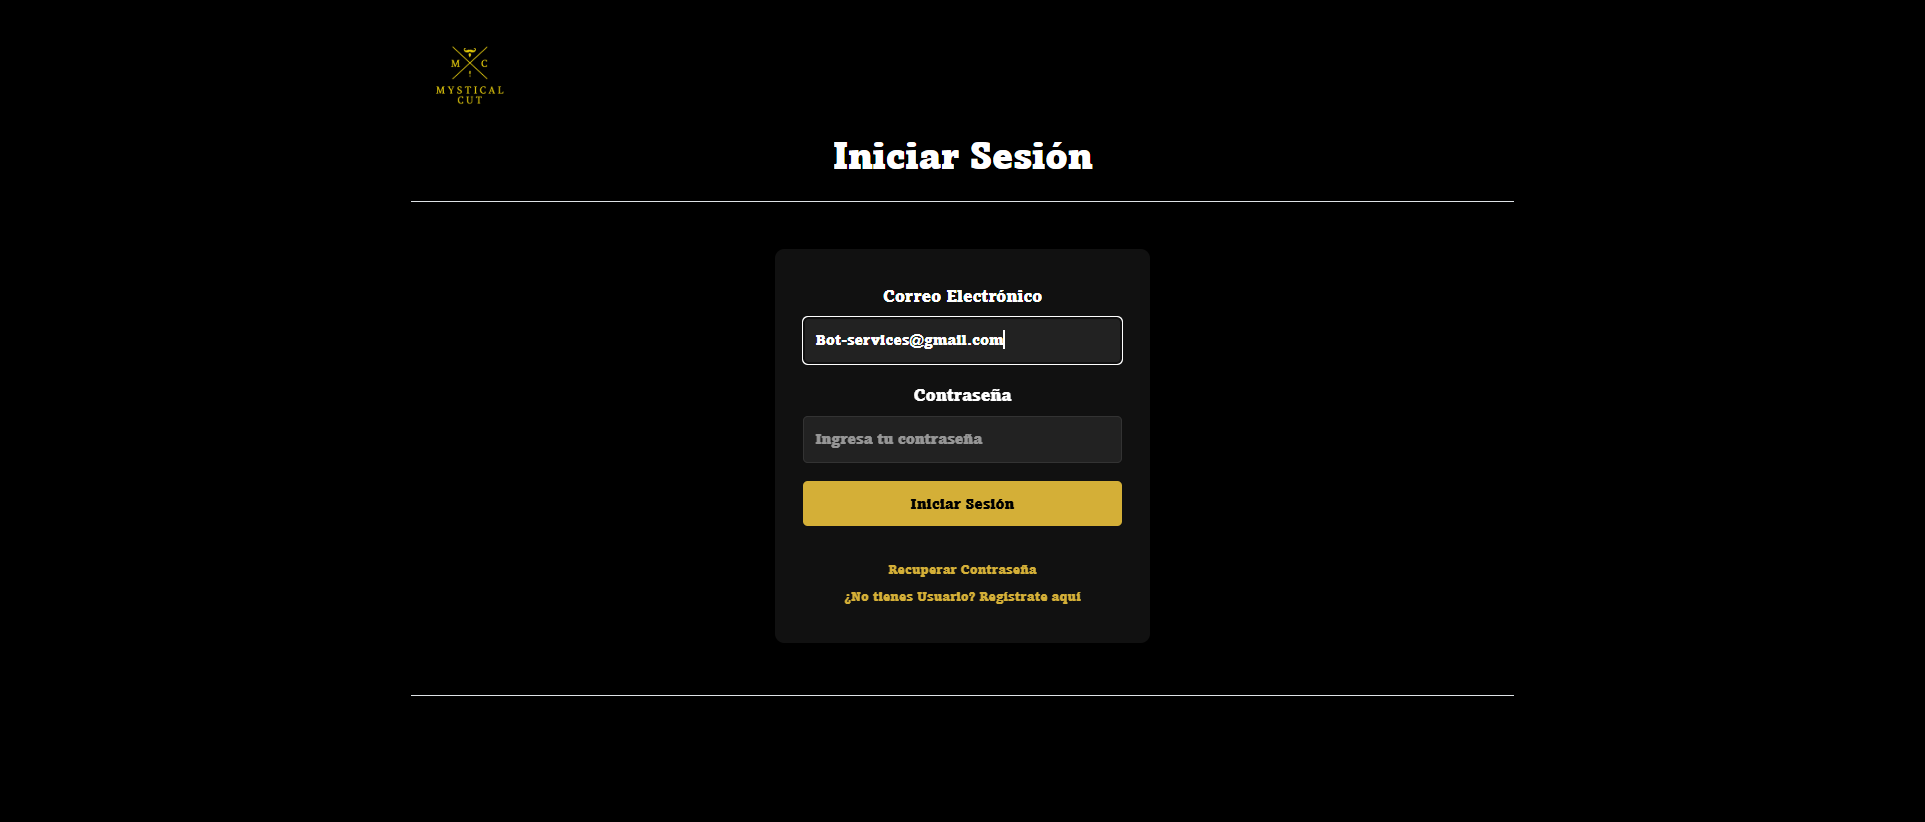 M C
MYSTICAL
CUT
Iniciar Sesión
Correo Electrónico
Bot-services@gmail.com
Contraseña
Ingresa tu contraseña
Iniciar Sesión
Recuperar Contraseña
¿No tienes Usuario? Regístrate aquí